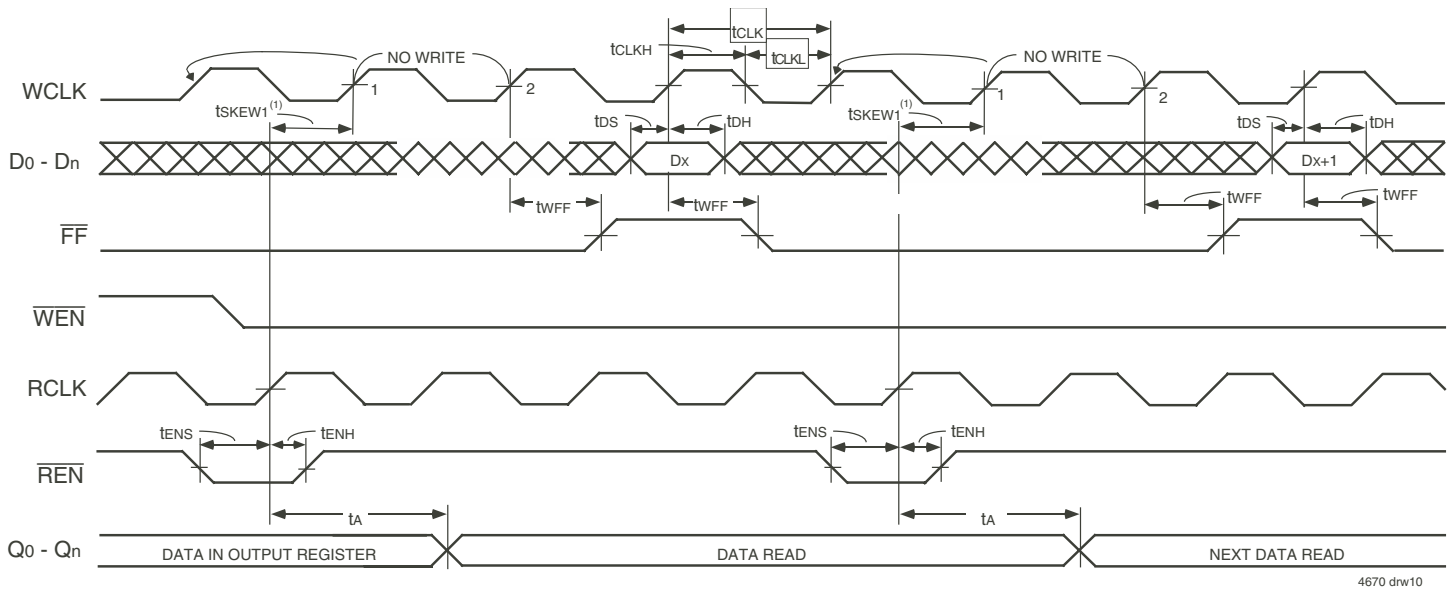 tCLK
tCLKH
tCLKL
NO WRITE
NO WRITE
WCLK
1
2
1
2
tSKEW1(1)
tSKEW1(1)
tDS
tDH
tDS
tDH
D0 - Dn
DX
DX+1
tWFF
tWFF
tWFF
tWFF
FF
WEN
RCLK
tENS
tENH
tENS
tENH
REN
tA
tA
Q0 - Qn
DATA IN OUTPUT REGISTER
DATA READ
NEXT DATA READ
4670 drw10